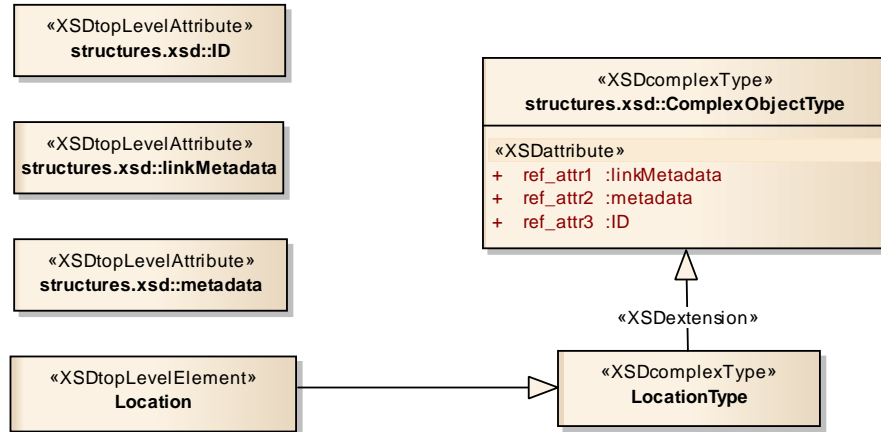 «XSDtopLevelAttribute»
structures.xsd::ID
«XSDtopLevelAttribute»
structures.xsd::linkMetadata
«XSDtopLevelAttribute»
structures.xsd::metadata
«XSDtopLevelElement»
Location
«XSDcomplexType»
structures.xsd::ComplexObjectType
«XSDattribute»
+ ref_attr1 :linkMetadata
+ ref_attr2 :metadata
+ ref_attr3 :ID
«XSDextension»
«XSDcomplexType»
LocationType